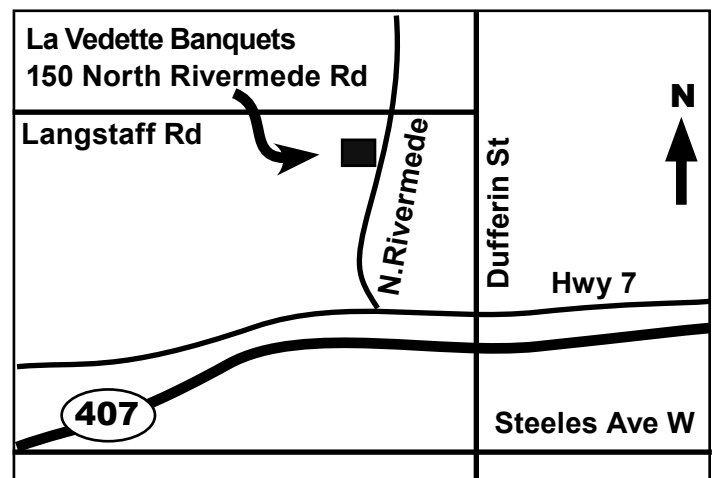 La Vedette Banquets
150 North Rivermede Rd
N
Langstaff Rd
N.Rivermede
Dufferin St
Hwy 7
407
Steeles Ave W